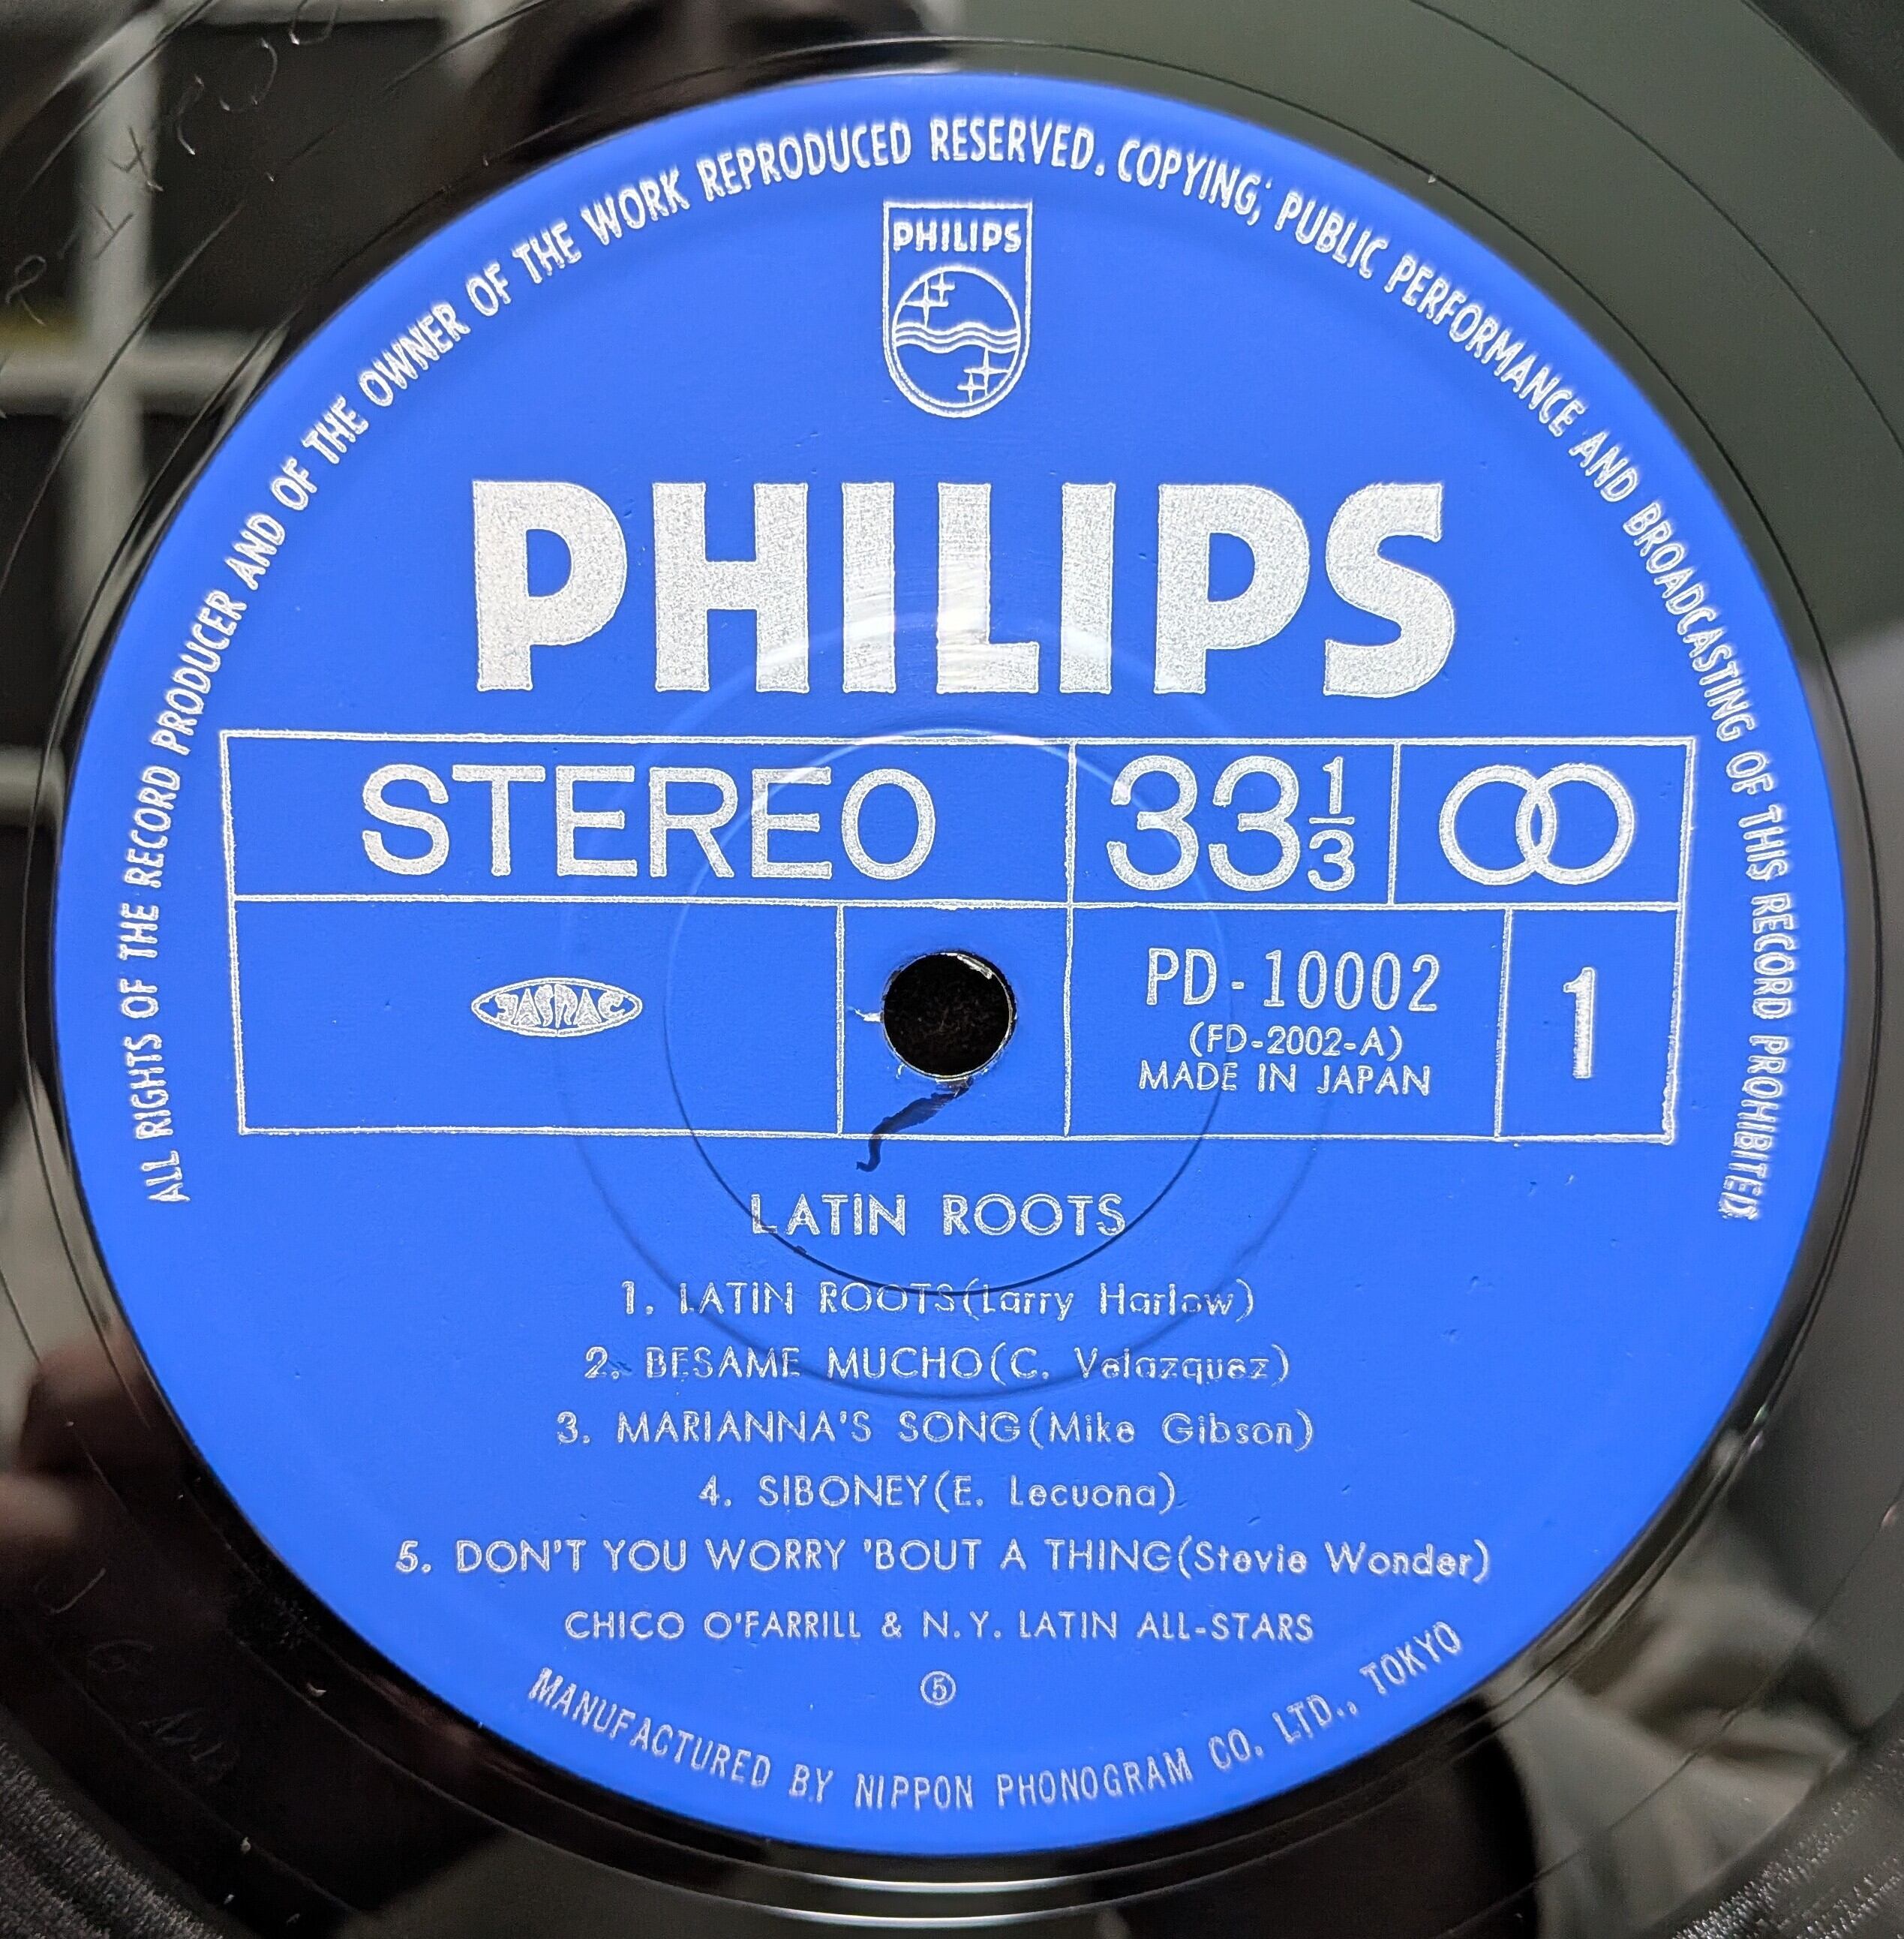 ALL RIGHTS OF THE RECORD PRODUCER AND OF THE OWNER OF THE WORK REPRODUCED RESERVED. COPYING, PUBLIC PERFORMANCE AND BROADCASTING OF THIS RECORD PROHIBITED
PHILIPS
PHILIPS
STEREO 33 1/3
JASRAC
PD-10002
(FD-2002-A)
MADE IN JAPAN
1
LATIN ROOTS
1. LATIN ROOTS(Larry Harlow)
2. BESAME MUCHO(C. Velazquez)
3. MARIANNA'S SONG(Mike Gibson)
4. SIBONEY(E. Lecuona)
5. DON'T YOU WORRY 'BOUT A THING(Stevie Wonder)
CHICO O'FARRILL & N.Y. LATIN ALL-STARS
⑤
MANUFACTURED BY NIPPON PHONOGRAM CO. LTD., TOKYO